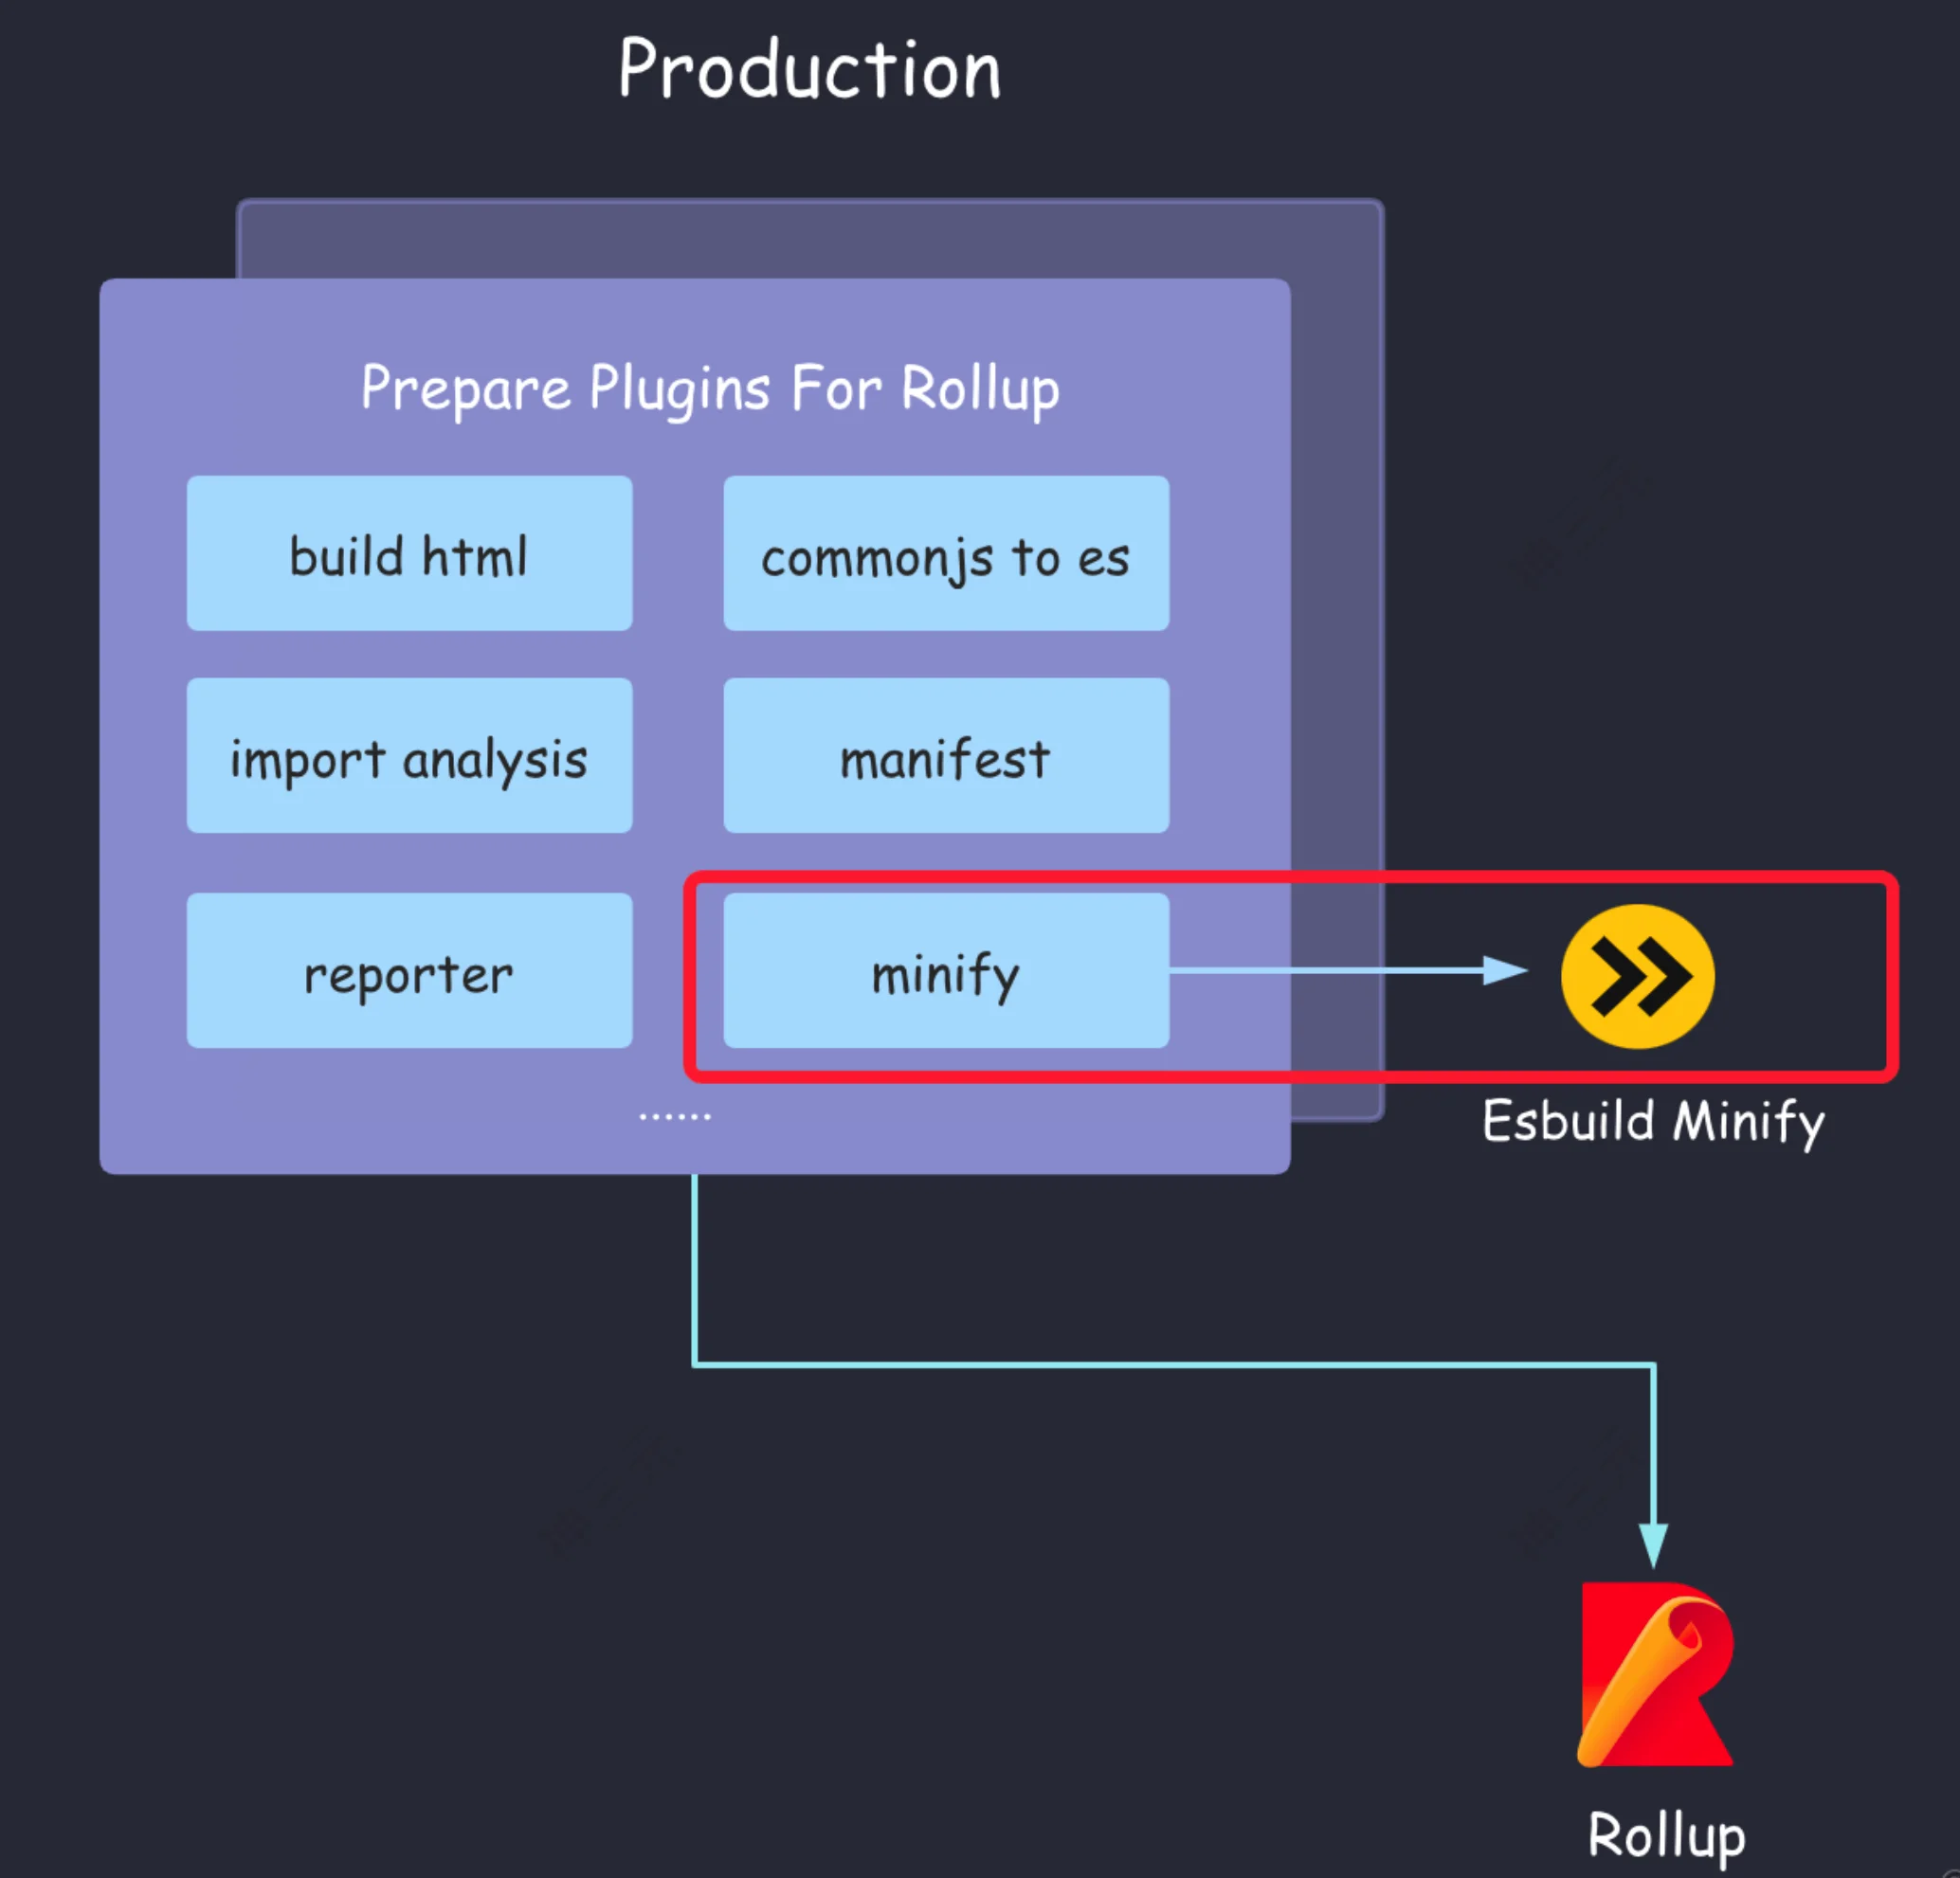 Production
Prepare Plugins For Rollup
build html
commonjs to es
import analysis
manifest
reporter
minify
......
Esbuild Minify
Rollup